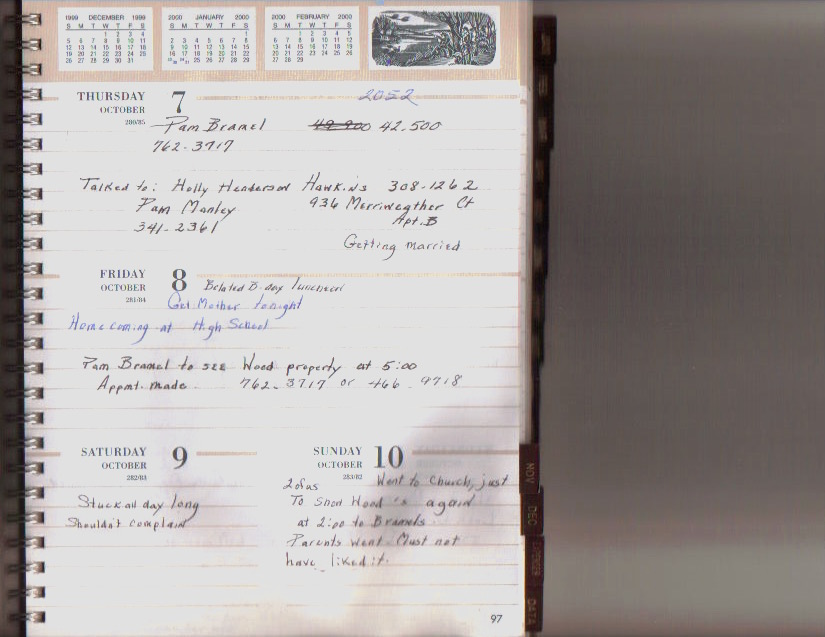 1999 DECEMBER 1999
S M T W T F S
1 2 3 4
5 6 7 8 9 10 11
12 13 14 15 16 17 18
19 20 21 22 23 24 25
26 27 28 29 30 31
2000 JANUARY 2000
S M T W T F S
1
2 3 4 5 6 7 8
9 10 11 12 13 14 15
16 17 18 19 20 21 22
23 30 24 31 25 26 27 28 29
2000 FEBRUARY 2000
S M T W T F S
1 2 3 4 5
6 7 8 9 10 11 12
13 14 15 16 17 18 19
20 21 22 23 24 25 26
27 28 29
THURSDAY 7 2052
OCTOBER
280/85
Pam Bramel 49,900 42,500
762-3717
Talked to: Holly Henderson Hawkins 308-1262
Pam Manley 936 Merriweather Ct
341-2361 Apt. B
Getting married
FRIDAY 8
OCTOBER
281/84
Belated B-day luncheon
Get Mother tonight
Homecoming at High School
Pam Bramel to see Wood property at 5:00
Appmt. made. 762-3717 or 466-9718
SATURDAY 9
OCTOBER
282/83
Stuck all day long
Shouldn't complain
SUNDAY 10
OCTOBER
283/82
2 of us Went to Church, just
To Show Wood's again
at 2:00 to Bramels
Parents went. Must not
have liked it.
97
NOV
DEC
DATA